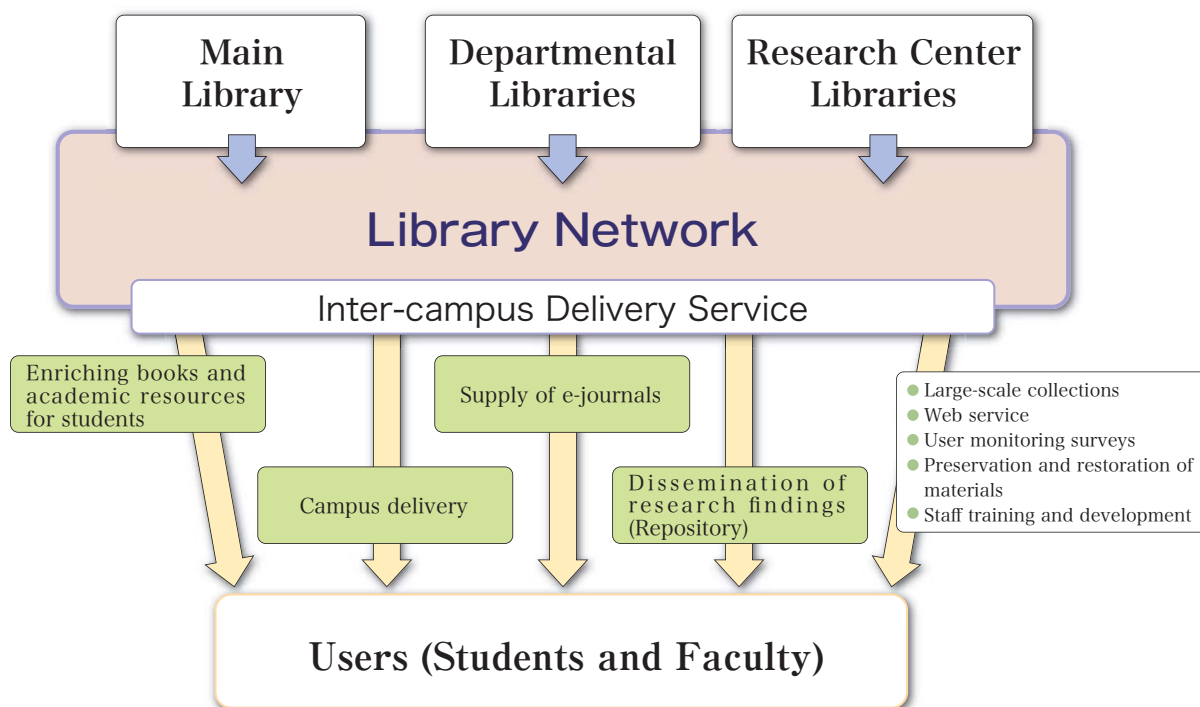 Main
Library
Departmental
Libraries
Research Center
Libraries
Library Network
Inter-campus Delivery Service
Enriching books and
academic resources
for students
Supply of e-journals
Campus delivery
Dissemination of
research findings
(Repository)
Large-scale collections
Web service
User monitoring surveys
Preservation and restoration of
materials
Staff training and development
Users (Students and Faculty)